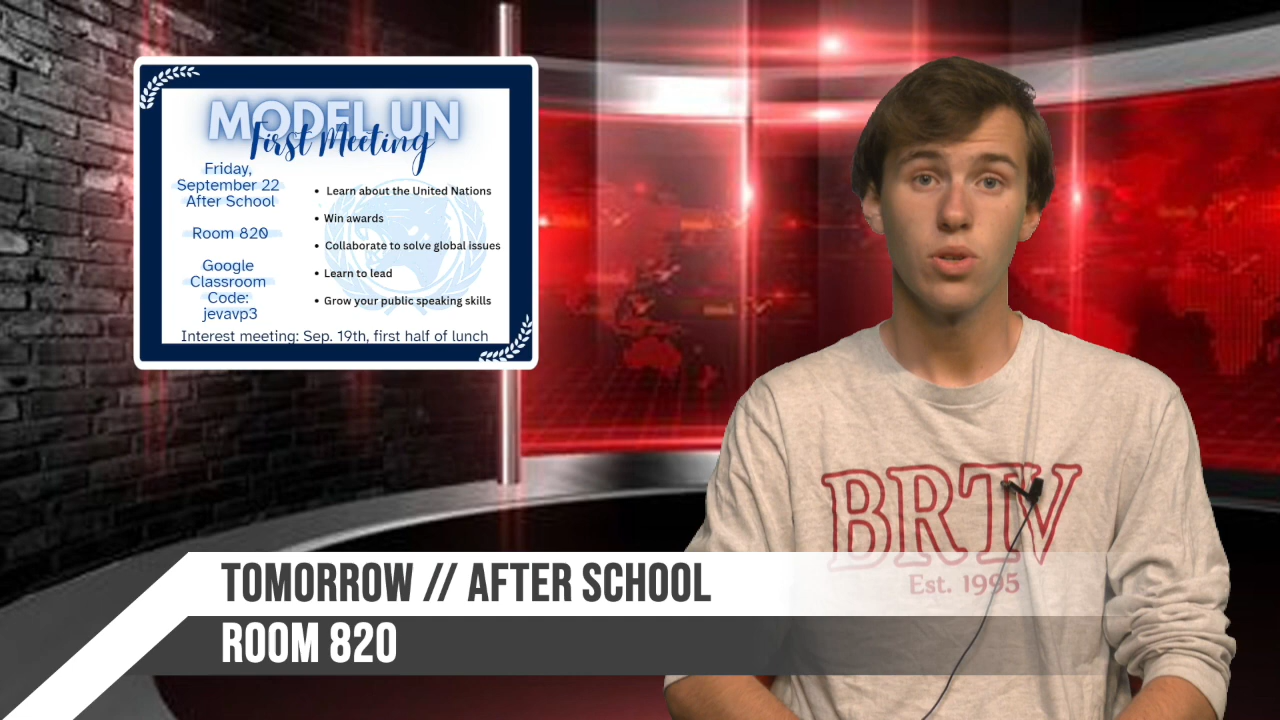 MODEL UN
First Meeting
Friday,
September 22
After School
Room 820
Google
Classroom
Code:
jevavp3
• Learn about the United Nations
• Win awards
• Collaborate to solve global issues
• Learn to lead
• Grow your public speaking skills
Interest meeting: Sep. 19th, first half of lunch
BRTV
Est. 1995
TOMORROW // AFTER SCHOOL
ROOM 820